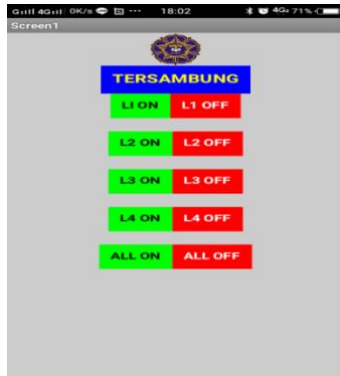 18:02 4G 71%
Screen1
TERSAMBUNG
LI ON L1 OFF
L2 ON L2 OFF
L3 ON L3 OFF
L4 ON L4 OFF
ALL ON ALL OFF